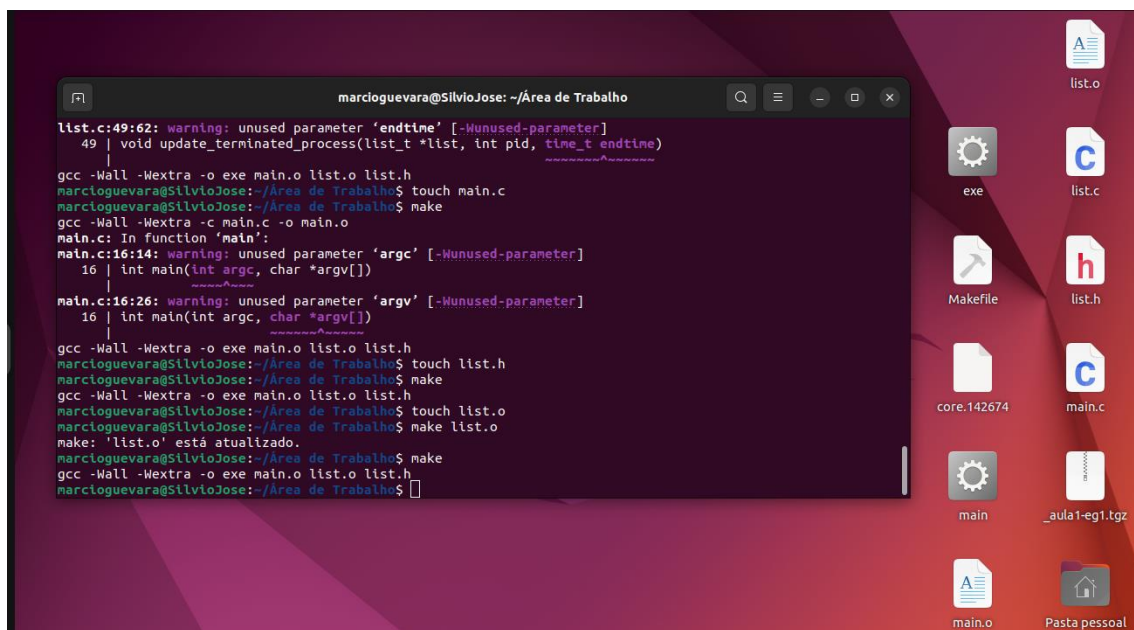 marcioguevara@SilvioJose: ~/Área de Trabalho
list.c:49:62: warning: unused parameter ‘endtime’ [-Wunused-parameter]
49 | void update_terminated_process(list_t *list, int pid, time_t endtime)
| ~~~~~~~^~~~~~~
gcc -Wall -Wextra -o exe main.o list.o list.h
marcioguevara@SilvioJose:~/Área de Trabalho$ touch main.c
marcioguevara@SilvioJose:~/Área de Trabalho$ make
gcc -Wall -Wextra -c main.c -o main.o
main.c: In function ‘main’:
main.c:16:14: warning: unused parameter ‘argc’ [-Wunused-parameter]
16 | int main(int argc, char *argv[])
| ~~~~^~~~
main.c:16:26: warning: unused parameter ‘argv’ [-Wunused-parameter]
16 | int main(int argc, char *argv[])
| ~~~~~~^~~~~~
gcc -Wall -Wextra -o exe main.o list.o list.h
marcioguevara@SilvioJose:~/Área de Trabalho$ touch list.h
marcioguevara@SilvioJose:~/Área de Trabalho$ make
gcc -Wall -Wextra -o exe main.o list.o list.h
marcioguevara@SilvioJose:~/Área de Trabalho$ touch list.o
marcioguevara@SilvioJose:~/Área de Trabalho$ make list.o
make: 'list.o' está atualizado.
marcioguevara@SilvioJose:~/Área de Trabalho$ make
gcc -Wall -Wextra -o exe main.o list.o list.h
marcioguevara@SilvioJose:~/Área de Trabalho$
list.o
exe
list.c
Makefile
list.h
core.142674
main.c
main
_aula1-eg1.tgz
main.o
Pasta pessoal